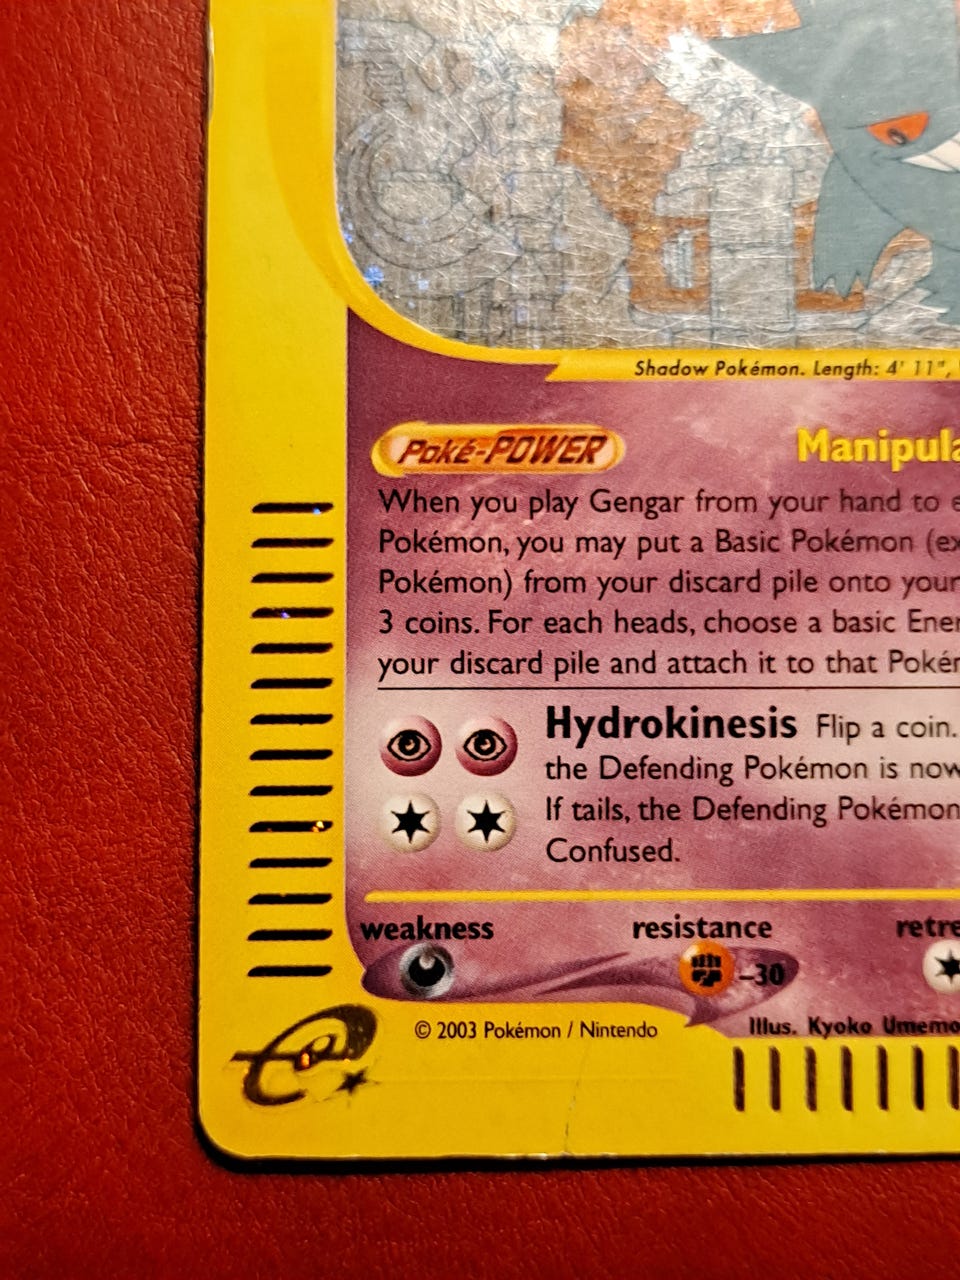 Shadow Pokémon. Length: 4' 11",
Poké-POWER
Manipula
When you play Gengar from your hand to e
Pokémon, you may put a Basic Pokémon (ex
Pokémon) from your discard pile onto your
3 coins. For each heads, choose a basic Ener
your discard pile and attach it to that Pokém
Hydrokinesis Flip a coin.
the Defending Pokémon is now
If tails, the Defending Pokémon
Confused.
weakness resistance retre
-30
© 2003 Pokémon / Nintendo
Illus. Kyoko Umemo
e